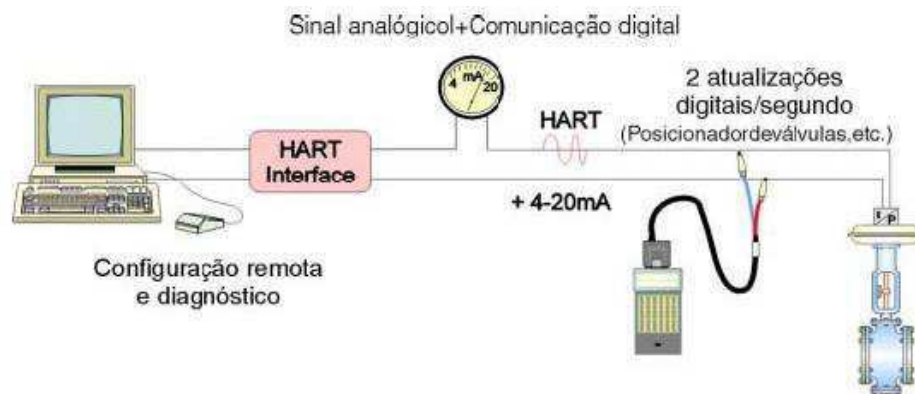 Sinal analógicol+Comunicação digital
4 mA 20
2 atualizações
digitais/segundo
(Posicionadordeválvulas,etc.)
HART
HART
Interface
+ 4-20mA
I P
Configuração remota
e diagnóstico